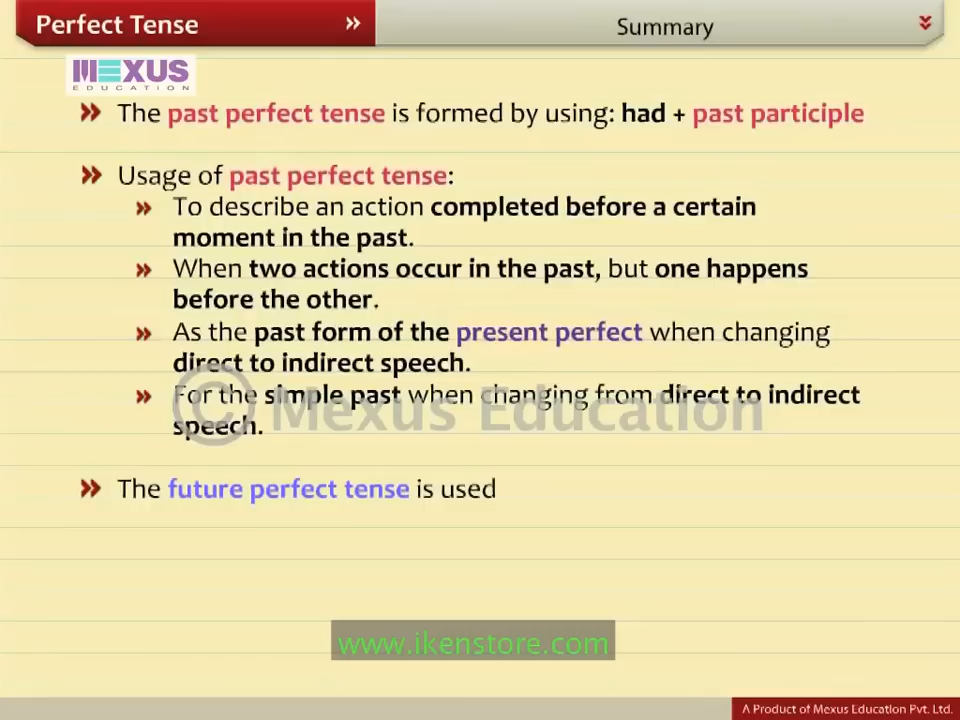 Perfect Tense »
Summary
MEXUS
EDUCATION
» The past perfect tense is formed by using: had + past participle
» Usage of past perfect tense:
» To describe an action completed before a certain
moment in the past.
» When two actions occur in the past, but one happens
before the other.
» As the past form of the present perfect when changing
direct to indirect speech.
» For the simple past when changing from direct to indirect
speech.
© Mexus Education
» The future perfect tense is used
www.ikenstore.com
A Product of Mexus Education Pvt. Ltd.